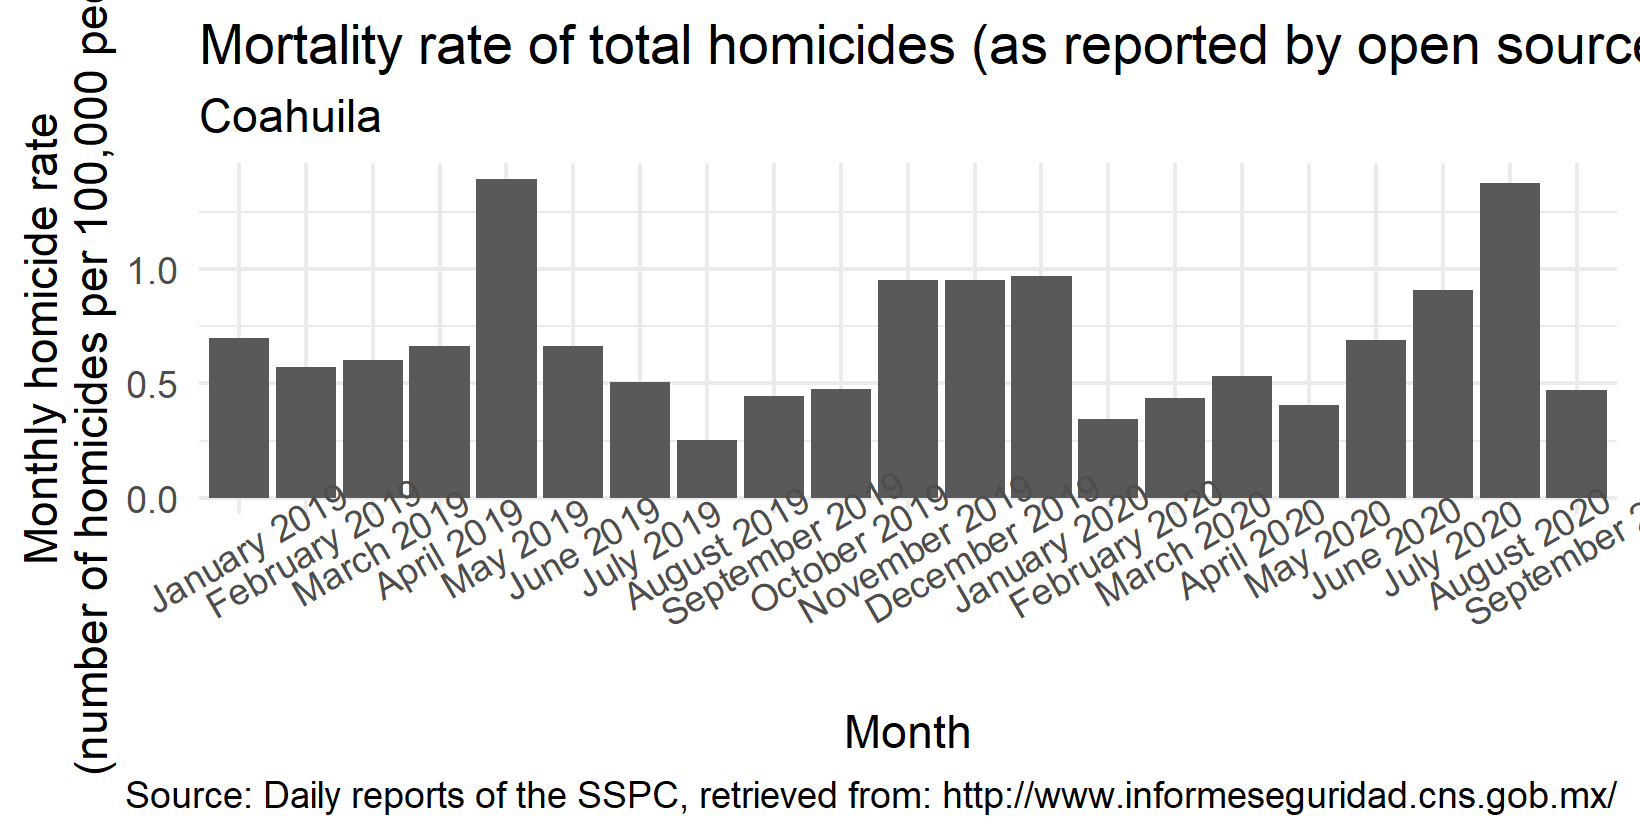 Mortality rate of total homicides (as reported by open source
Coahuila
Monthly homicide rate
(number of homicides per 100,000
1.0
0.5
0.0
January 2019
February 2019
March 2019
April 2019
May 2019
June 2019
July 2019
August 2019
September 2019
October 2019
November 2019
December 2019
January 2020
February 2020
March 2020
April 2020
May 2020
June 2020
July 2020
August 2020
September
Month
Source: Daily reports of the SSPC, retrieved from: http://www.informeseguridad.cns.gob.mx/